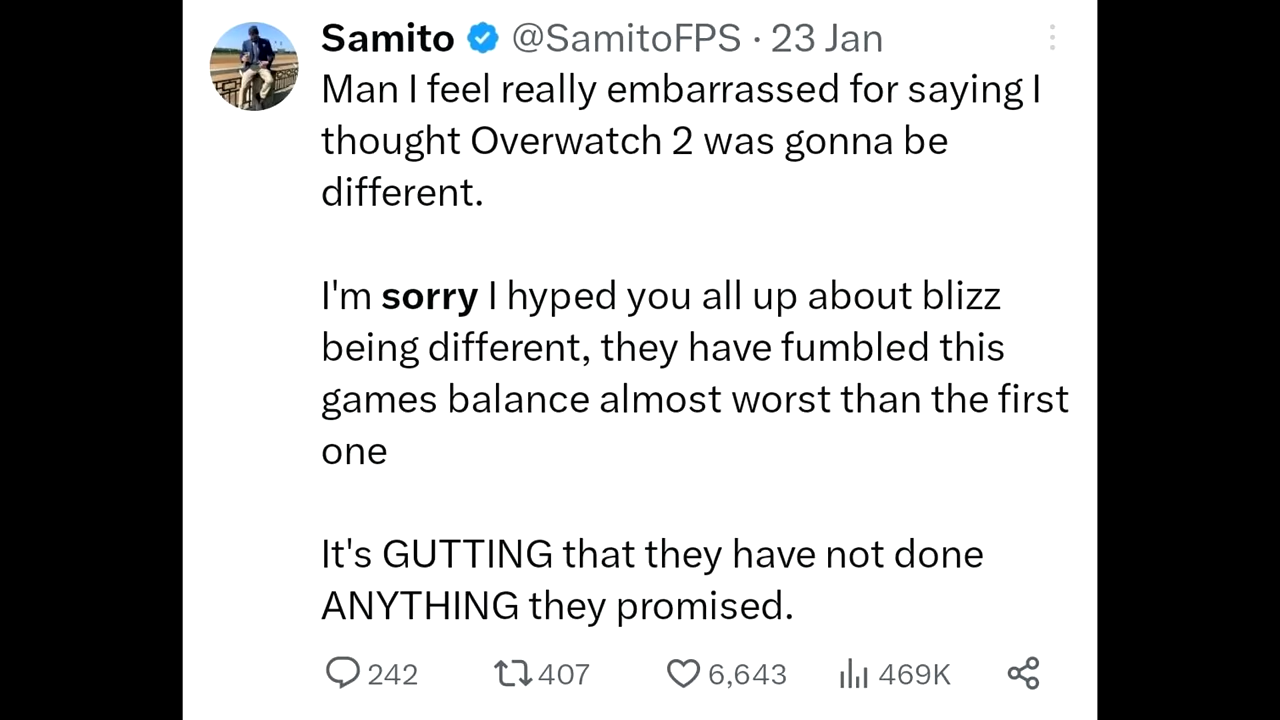 Samito @SamitoFPS · 23 Jan
Man I feel really embarrassed for saying I
thought Overwatch 2 was gonna be
different.
I'm sorry I hyped you all up about blizz
being different, they have fumbled this
games balance almost worst than the first
one
It's GUTTING that they have not done
ANYTHING they promised.
242 407 6,643 469K